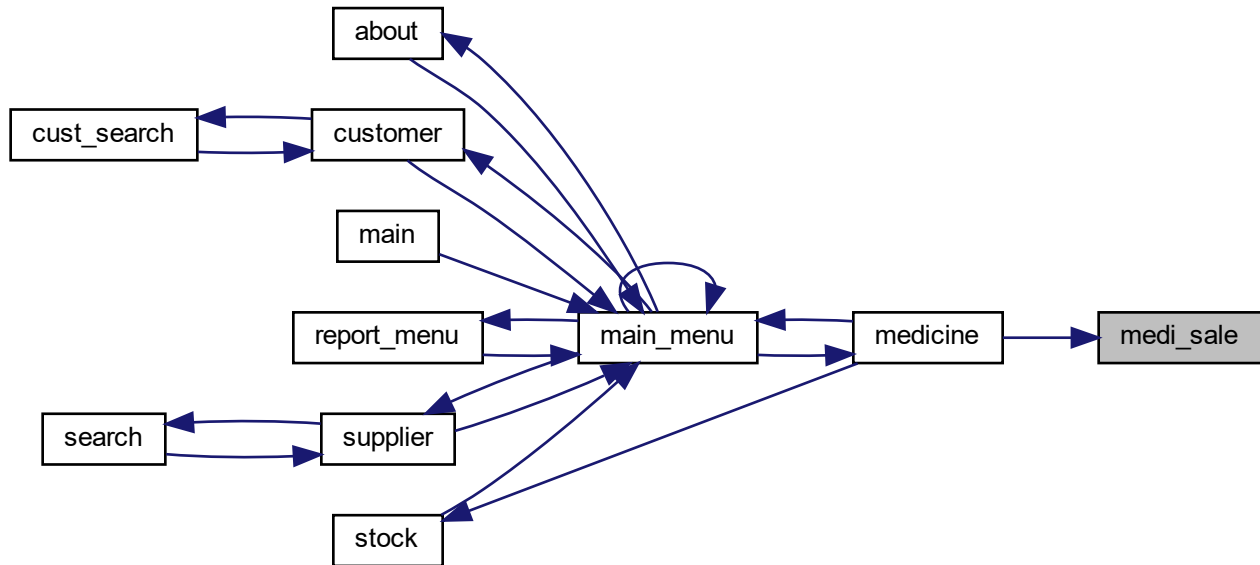 about
cust_search
customer
main
report_menu
main_menu
medicine
medi_sale
search
supplier
stock